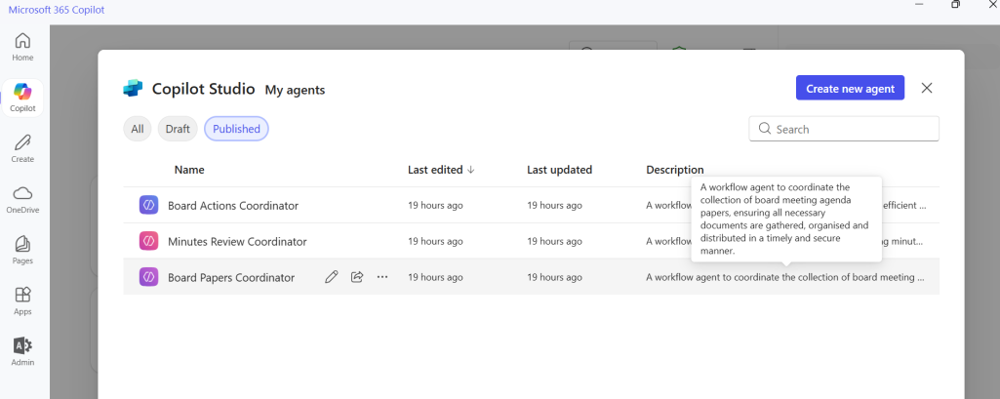 Microsoft 365 Copilot
Home
Copilot
Create
OneDrive
Pages
Apps
Admin
Copilot Studio My agents
Create new agent
All Draft Published
Search
Name Last edited ↓ Last updated Description
Board Actions Coordinator 19 hours ago 19 hours ago A workflow efficient ...
Minutes Review Coordinator 19 hours ago 19 hours ago A workflow minut...
Board Papers Coordinator ... 19 hours ago 19 hours ago A workflow agent to coordinate the collection of board meeting ...
A workflow agent to coordinate the
collection of board meeting agenda
papers, ensuring all necessary
documents are gathered, organised and
distributed in a timely and secure
manner.